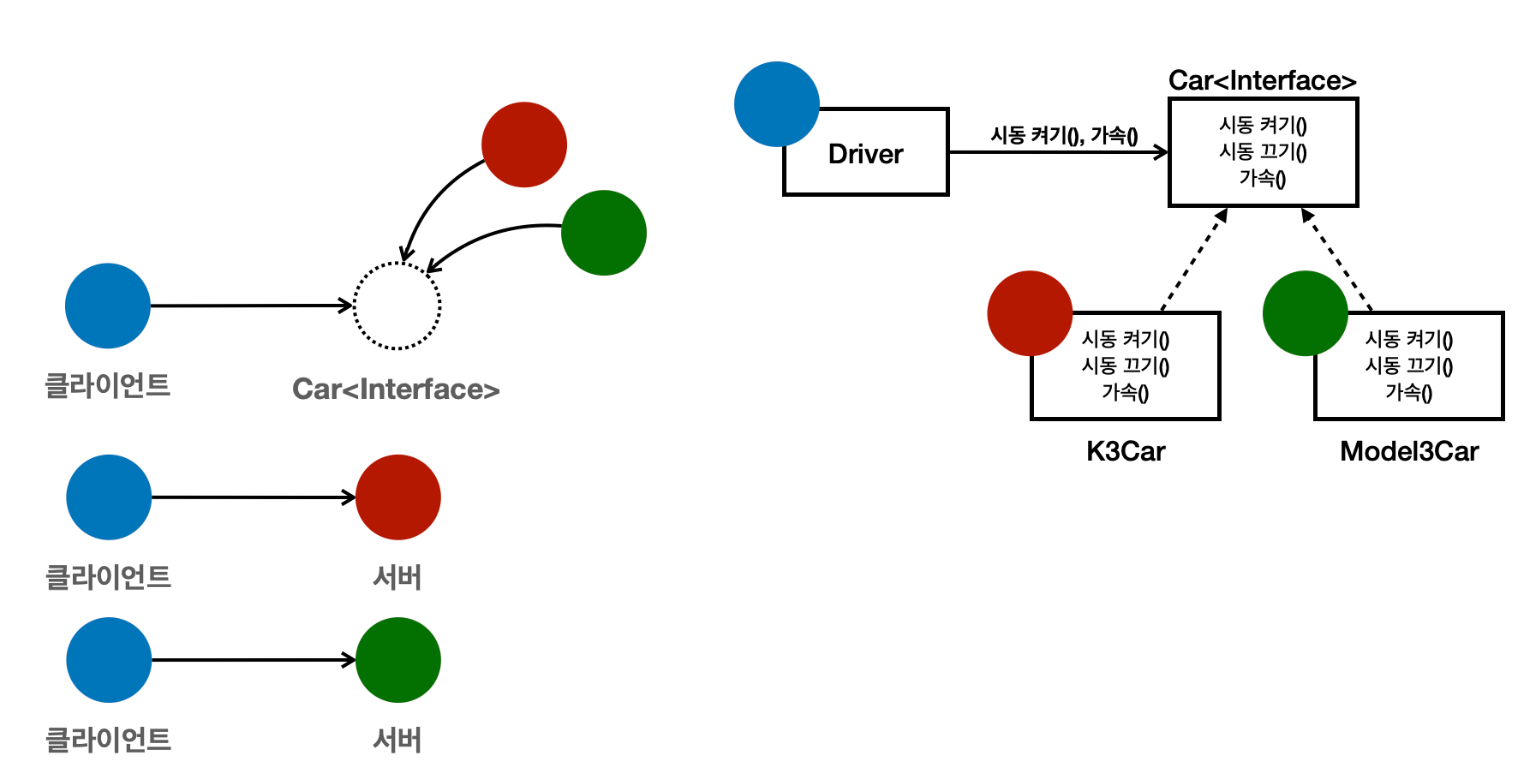 클라이언트
Car<Interface>
클라이언트
서버
클라이언트
서버
Driver
시동 켜기(), 가속()
Car<Interface>
시동 켜기()
시동 끄기()
가속()
시동 켜기()
시동 끄기()
가속()
K3Car
시동 켜기()
시동 끄기()
가속()
Model3Car